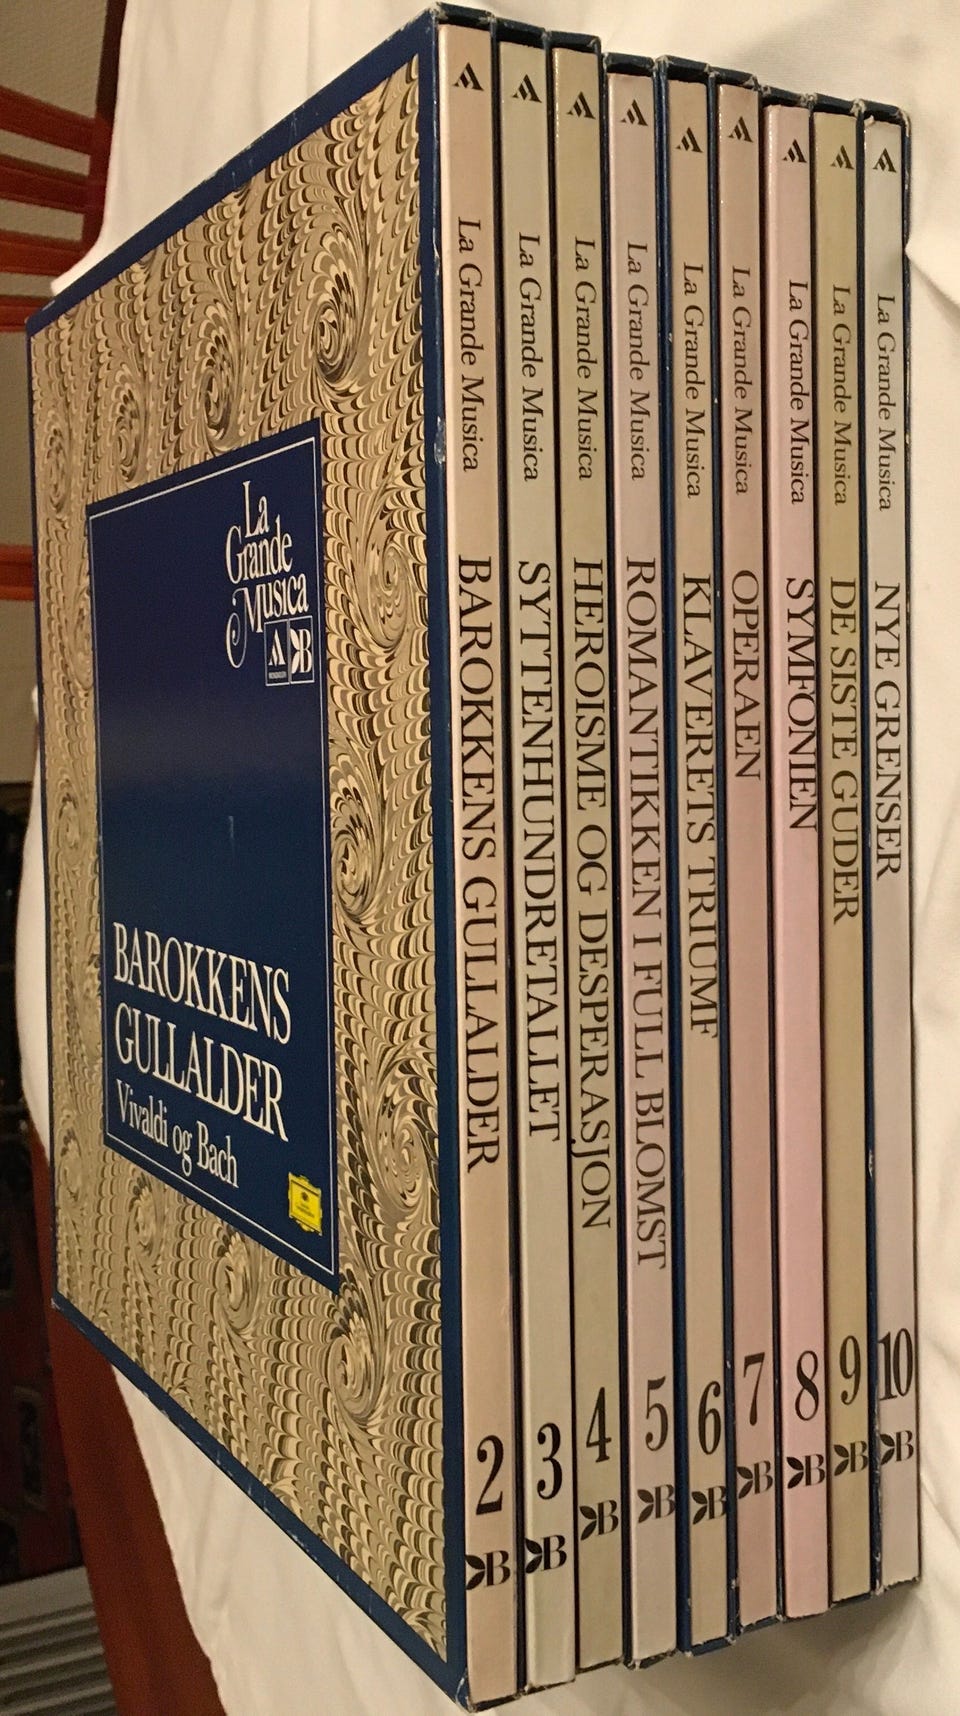 La
Grande
Musica
MONDADORI
B
BAROKKENS
GULLALDER
Vivaldi og Bach
La Grande Musica BAROKKENS GULLALDER 2 B
La Grande Musica SYTTENHUNDRETALLET 3 B
La Grande Musica HEROISME OG DESPERASJON 4 B
La Grande Musica ROMANTIKKEN I FULL BLOMST 5 B
La Grande Musica KLAVERETS TRIUMF 6 B
La Grande Musica OPERAEN 7 B
La Grande Musica SYMFONIEN 8 B
La Grande Musica DE SISTE GUDER 9 B
La Grande Musica NYE GRENSER 10 B